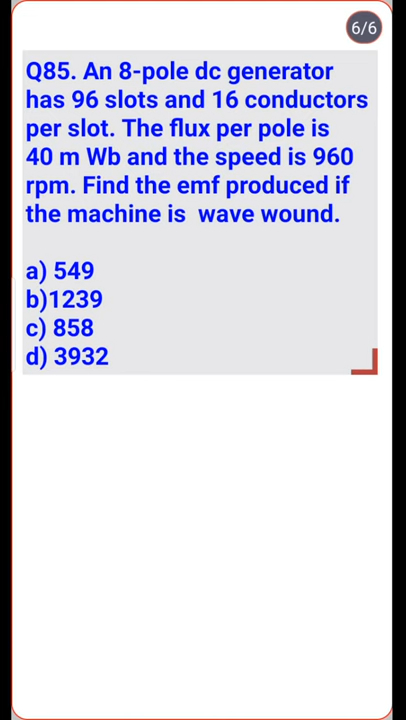 6/6
Q85. An 8-pole dc generator
has 96 slots and 16 conductors
per slot. The flux per pole is
40 m Wb and the speed is 960
rpm. Find the emf produced if
the machine is  wave wound.
a) 549
b)1239
c) 858
d) 3932